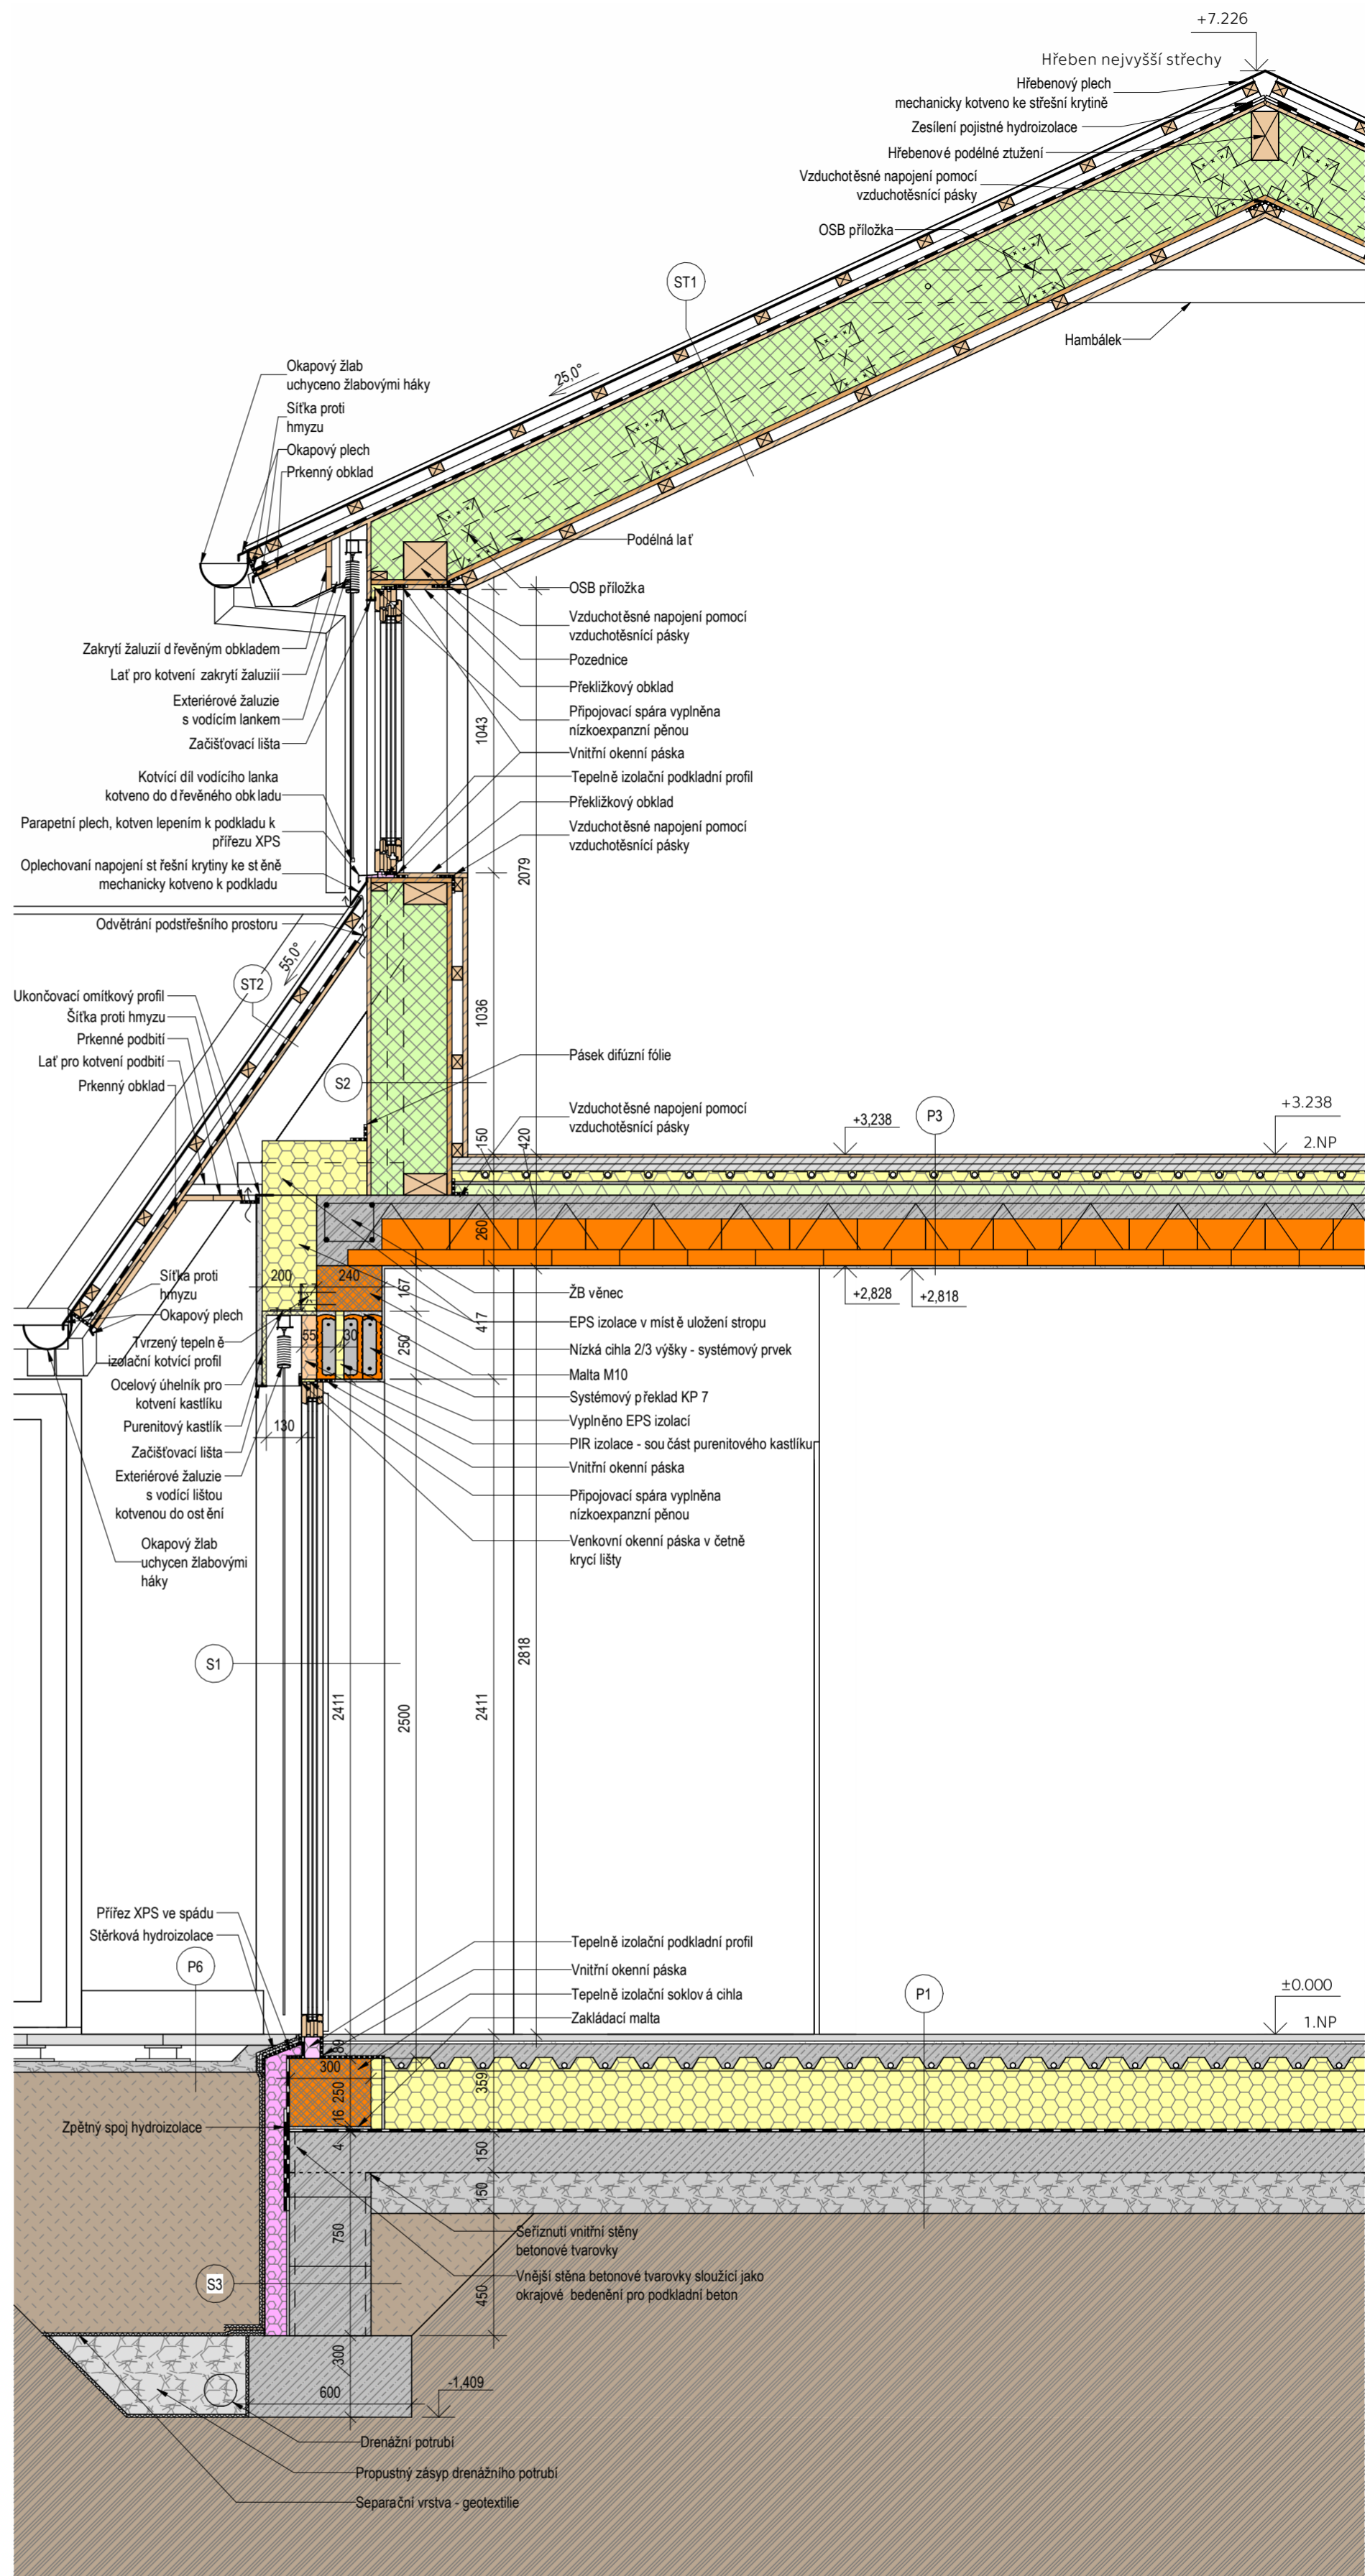 +7.226
Hřeben nejvyšší střechy
Hřebenový plech
mechanicky kotveno ke střešní krytině
Zesílení pojistné hydroizolace
Hřebenové podélné ztužení
Vzduchotěsné napojení pomocí
vzduchotěsnící pásky
OSB příložka
ST1
Hambálek
25,0°
Okapový žlab
uchyceno žlabovými háky
Síťka proti
hmyzu
Okapový plech
Prkenný obklad
Podélná lať
OSB příložka
Vzduchotěsné napojení pomocí
vzduchotěsnící pásky
Pozednice
Překližkový obklad
Připojovací spára vyplněna
nízkoexpanzní pěnou
Vnitřní okenní páska
Tepelně izolační podkladní profil
Překližkový obklad
Vzduchotěsné napojení pomocí
vzduchotěsnící pásky
Zakrytí žaluzií dřevěným obkladem
Lať pro kotvení zakrytí žaluziií
Exteriérové žaluzie
s vodícím lankem
Začišťovací lišta
Kotvící díl vodícího lanka
kotveno do dřevěného obkladu
Parapetní plech, kotven lepením k podkladu k
přířezu XPS
Oplechovaní napojení střešní krytiny ke stěně
mechanicky kotveno k podkladu
Odvětrání podstřešního prostoru
1043
2079
1036
150
420
55,0°
ST2
Ukončovací omítkový profil
Šíťka proti hmyzu
Prkenné podbití
Lať pro kotvení podbití
Prkenný obklad
S2
Pásek difúzní fólie
Vzduchotěsné napojení pomocí
vzduchotěsnící pásky
+3,238
P3
+3.238
2.NP
260
200
240
167
417
250
55
30
130
+2,828
+2,818
Síťka proti
hmyzu
Okapový plech
Tvrzený tepelně
izolační kotvící profil
Ocelový úhelník pro
kotvení kastlíku
Purenitový kastlík
Začišťovací lišta
Exteriérové žaluzie
s vodící lištou
kotvenou do ostění
Okapový žlab
uchycen žlabovými
háky
ŽB věnec
EPS izolace v místě uložení stropu
Nízká cihla 2/3 výšky - systémový prvek
Malta M10
Systémový překlad KP 7
Vyplněno EPS izolací
PIR izolace - součást purenitového kastlíku
Vnitřní okenní páska
Připojovací spára vyplněna
nízkoexpanzní pěnou
Venkovní okenní páska v četně
krycí lišty
S1
2411
2500
2411
2818
Přířez XPS ve spádu
Stěrková hydroizolace
P6
Tepelně izolační podkladní profil
Vnitřní okenní páska
Tepelně izolační soklová cihla
Zakládací malta
P1
±0.000
1.NP
89
300
359
250
16
4
150
150
Zpětný spoj hydroizolace
750
450
Seříznutí vnitřní stěny
betonové tvarovky
Vnější stěna betonové tvarovky sloužící jako
okrajové bedenění pro podkladní beton
S3
300
600
-1,409
Drenážní potrubí
Propustný zásyp drenážního potrubí
Separační vrstva - geotextilie